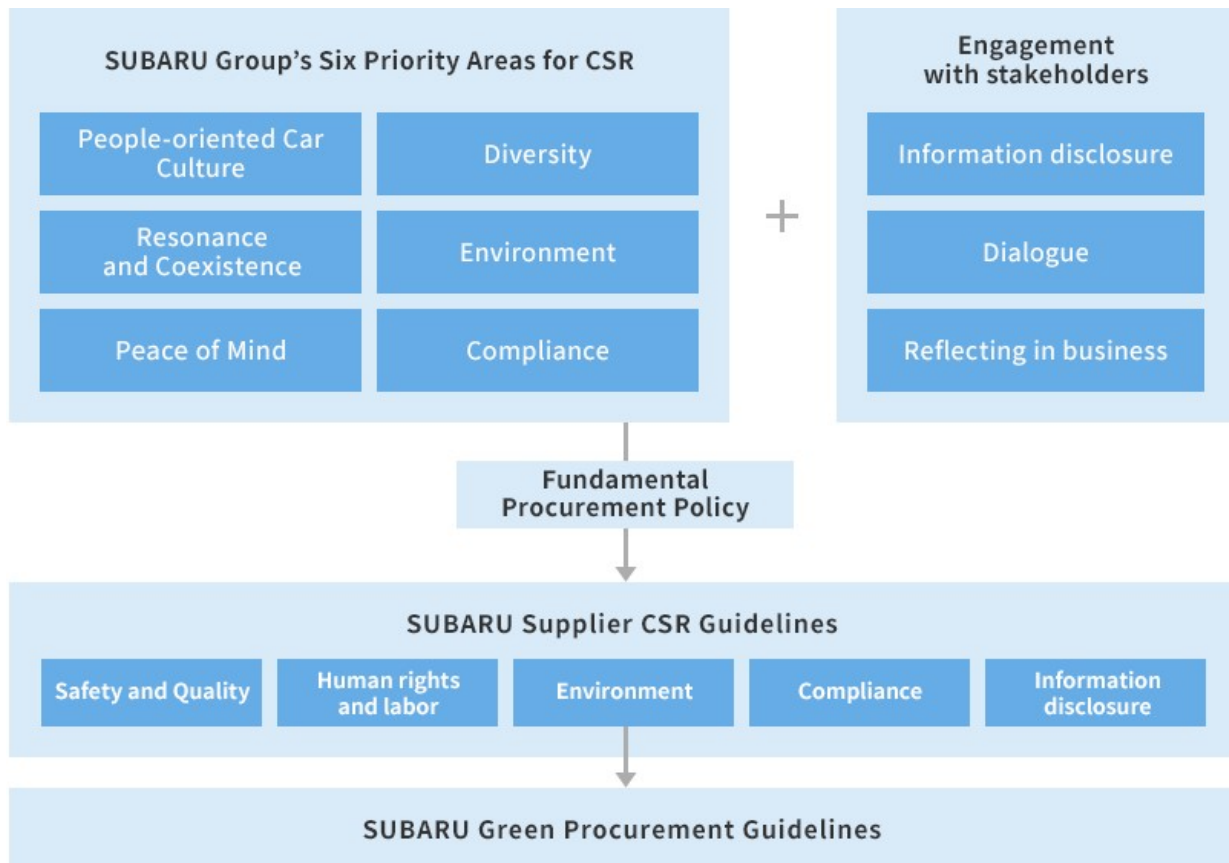 SUBARU Group’s Six Priority Areas for CSR
People-oriented Car
Culture
Diversity
Resonance
and Coexistence
Environment
Peace of Mind
Compliance
+
Engagement
with stakeholders
Information disclosure
Dialogue
Reflecting in business
Fundamental
Procurement Policy
SUBARU Supplier CSR Guidelines
Safety and Quality
Human rights
and labor
Environment
Compliance
Information
disclosure
SUBARU Green Procurement Guidelines